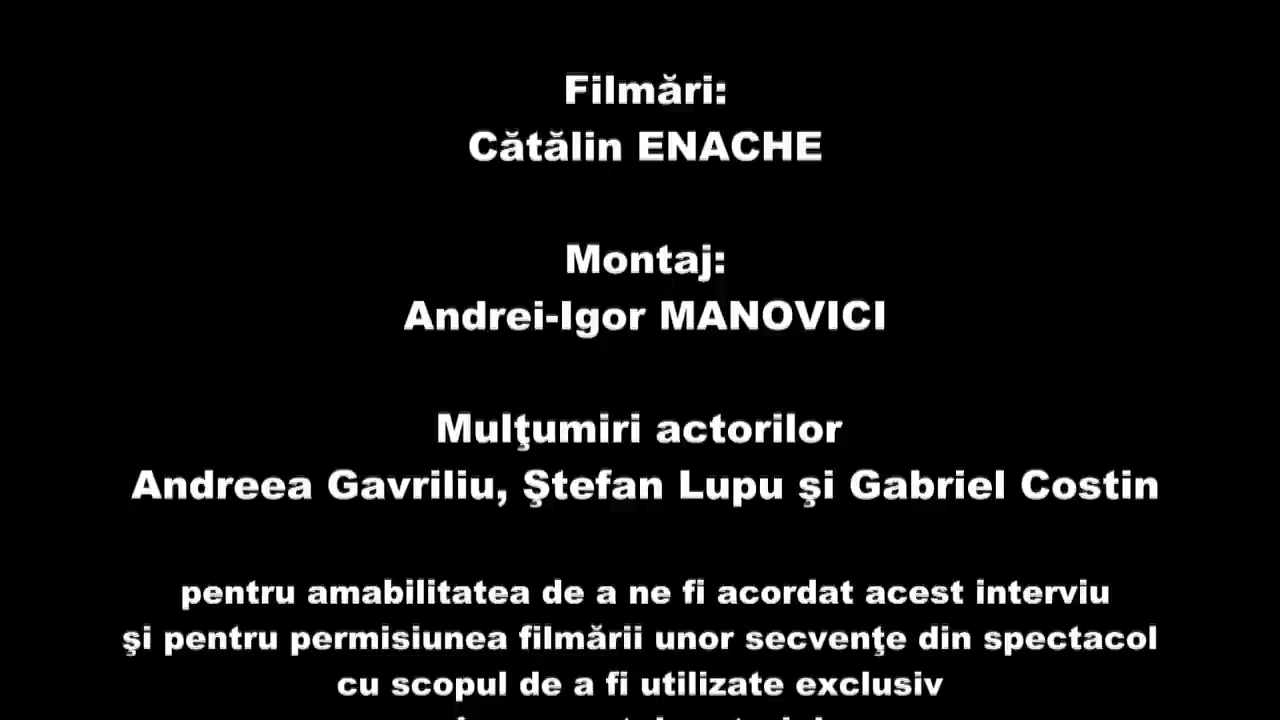 Filmări:
Cătălin ENACHE
Montaj:
Andrei-Igor MANOVICI
Mulţumiri actorilor
Andreea Gavriliu, Ştefan Lupu şi Gabriel Costin
pentru amabilitatea de a ne fi acordat acest interviu
şi pentru permisiunea filmării unor secvenţe din spectacol
cu scopul de a fi utilizate exclusiv